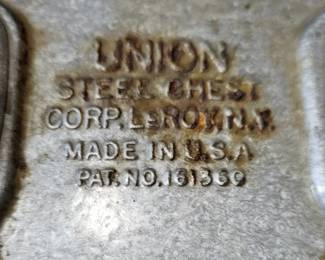 UNION
STEEL CHEST
CORP. LEROY, N.Y.
MADE IN U.S.A
PAT. NO. 161369